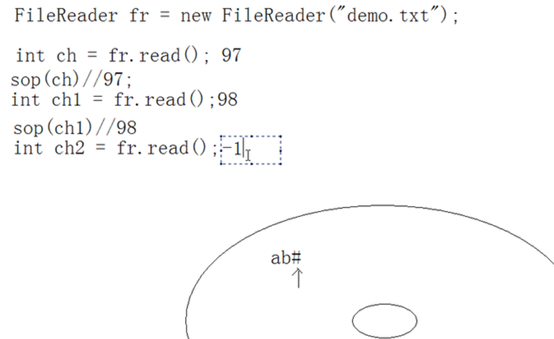 FileReader fr = new FileReader("demo.txt");
int ch = fr.read(); 97
sop(ch)//97;
int ch1 = fr.read();98
sop(ch1)//98
int ch2 = fr.read();-1
ab#